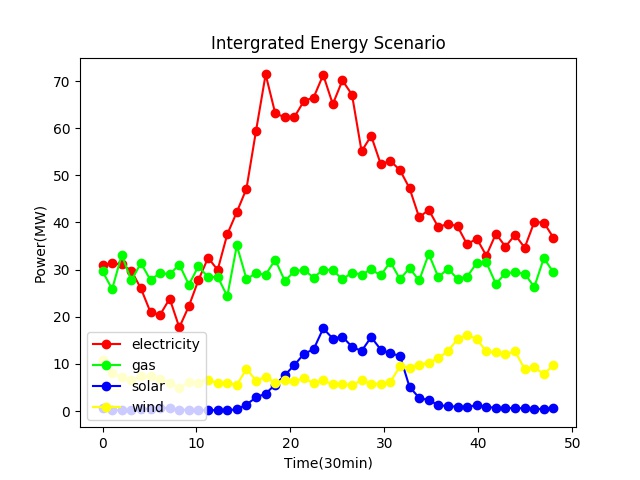 Intergrated Energy Scenario
Power(MW)
70
60
50
40
30
20
10
0
electricity
gas
solar
wind
0 10 20 30 40 50
Time(30min)